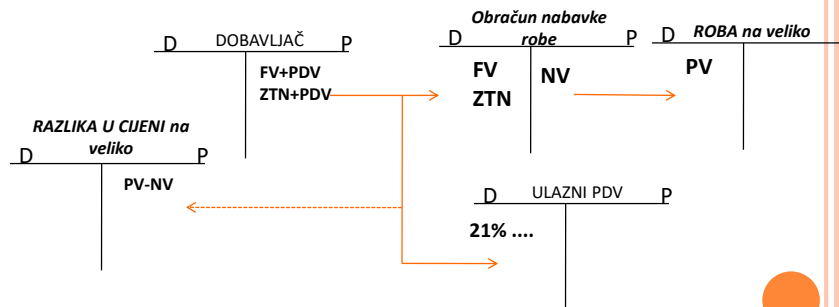 D DOBAVLJAČ P
FV+PDV
ZTN+PDV
Obračun nabavke
D robe P
FV NV
ZTN
D ROBA na veliko
PV
RAZLIKA U CIJENI na
D veliko P
PV-NV
D ULAZNI PDV P
21% ....